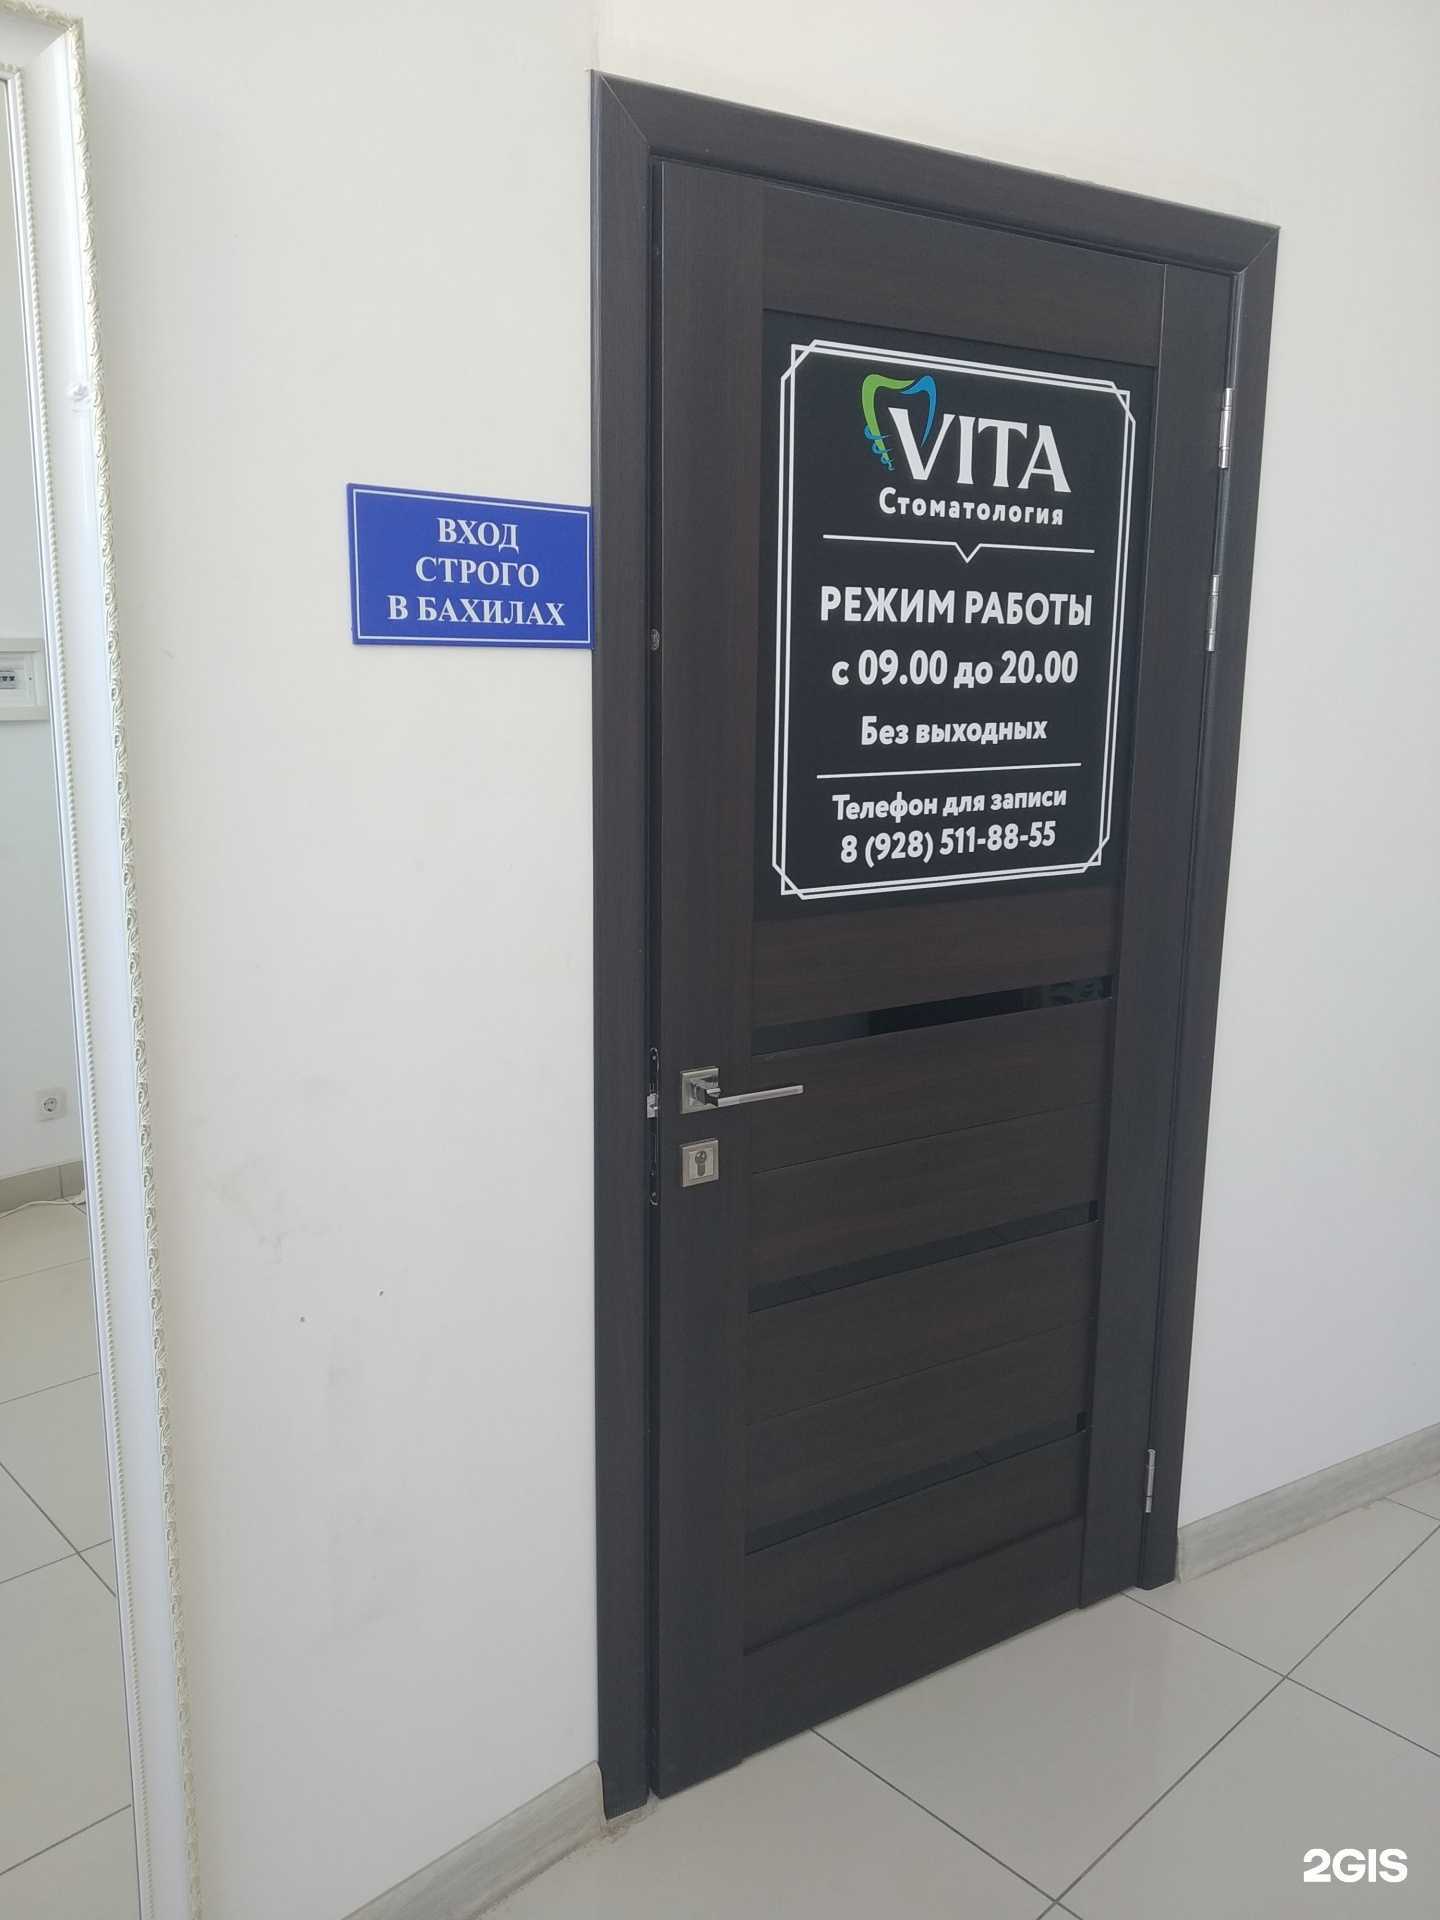 ВХОД
СТРОГО
В БАХИЛАХ
VITA
Стоматология
РЕЖИМ РАБОТЫ
с 09.00 до 20.00
Без выходных
Телефон для записи
8 (928) 511-88-55
2GIS